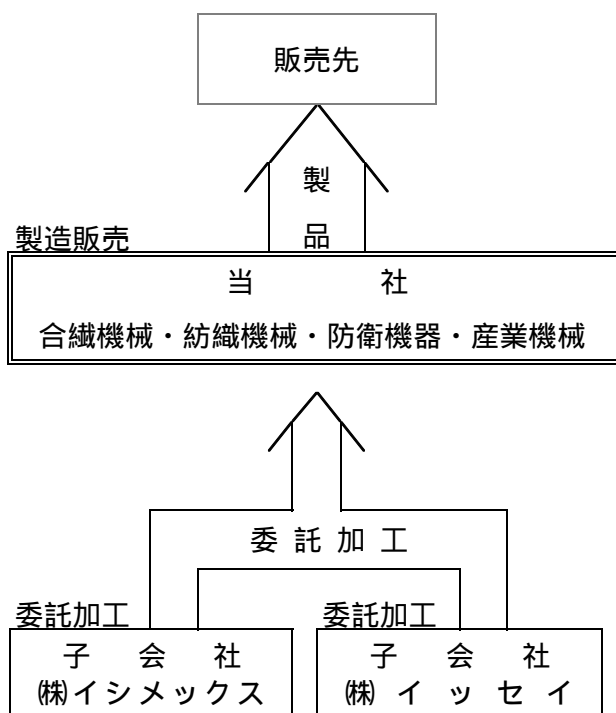 販売先
製
品
製造販売
当 社
合繊機械・紡織機械・防衛機器・産業機械
委 託 加 工
委託加工
子 会 社
㈱イシメックス
委託加工
子 会 社
㈱ イ ッ セ イ